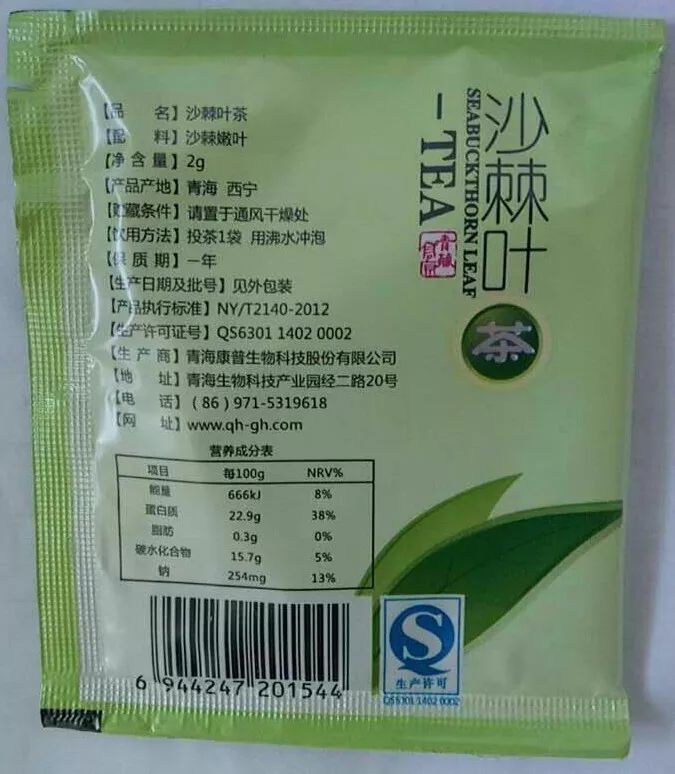 【品 名】沙棘叶茶
【配 料】沙棘嫩叶
【净 含 量】2g
【产品产地】青海 西宁
【贮藏条件】请置于通风干燥处
【饮用方法】投茶1袋 用沸水冲泡
【保 质 期】一年
【生产日期及批号】见外包装
【产品执行标准】NY/T2140-2012
【生产许可证号】QS6301 1402 0002
【生 产 商】青海康普生物科技股份有限公司
【地 址】青海生物科技产业园经二路20号
【电 话】(86)971-5319618
【网 址】www.qh-gh.com
营养成分表
项目 每100g NRV%
能量 666kJ 8%
蛋白质 22.9g 38%
脂肪 0.3g 0%
碳水化合物 15.7g 5%
钠 254mg 13%
6 944247 201544
沙棘叶
SEABUCKTHORN LEAF
-TEA
茶
生产许可
QS6301 1402 0002